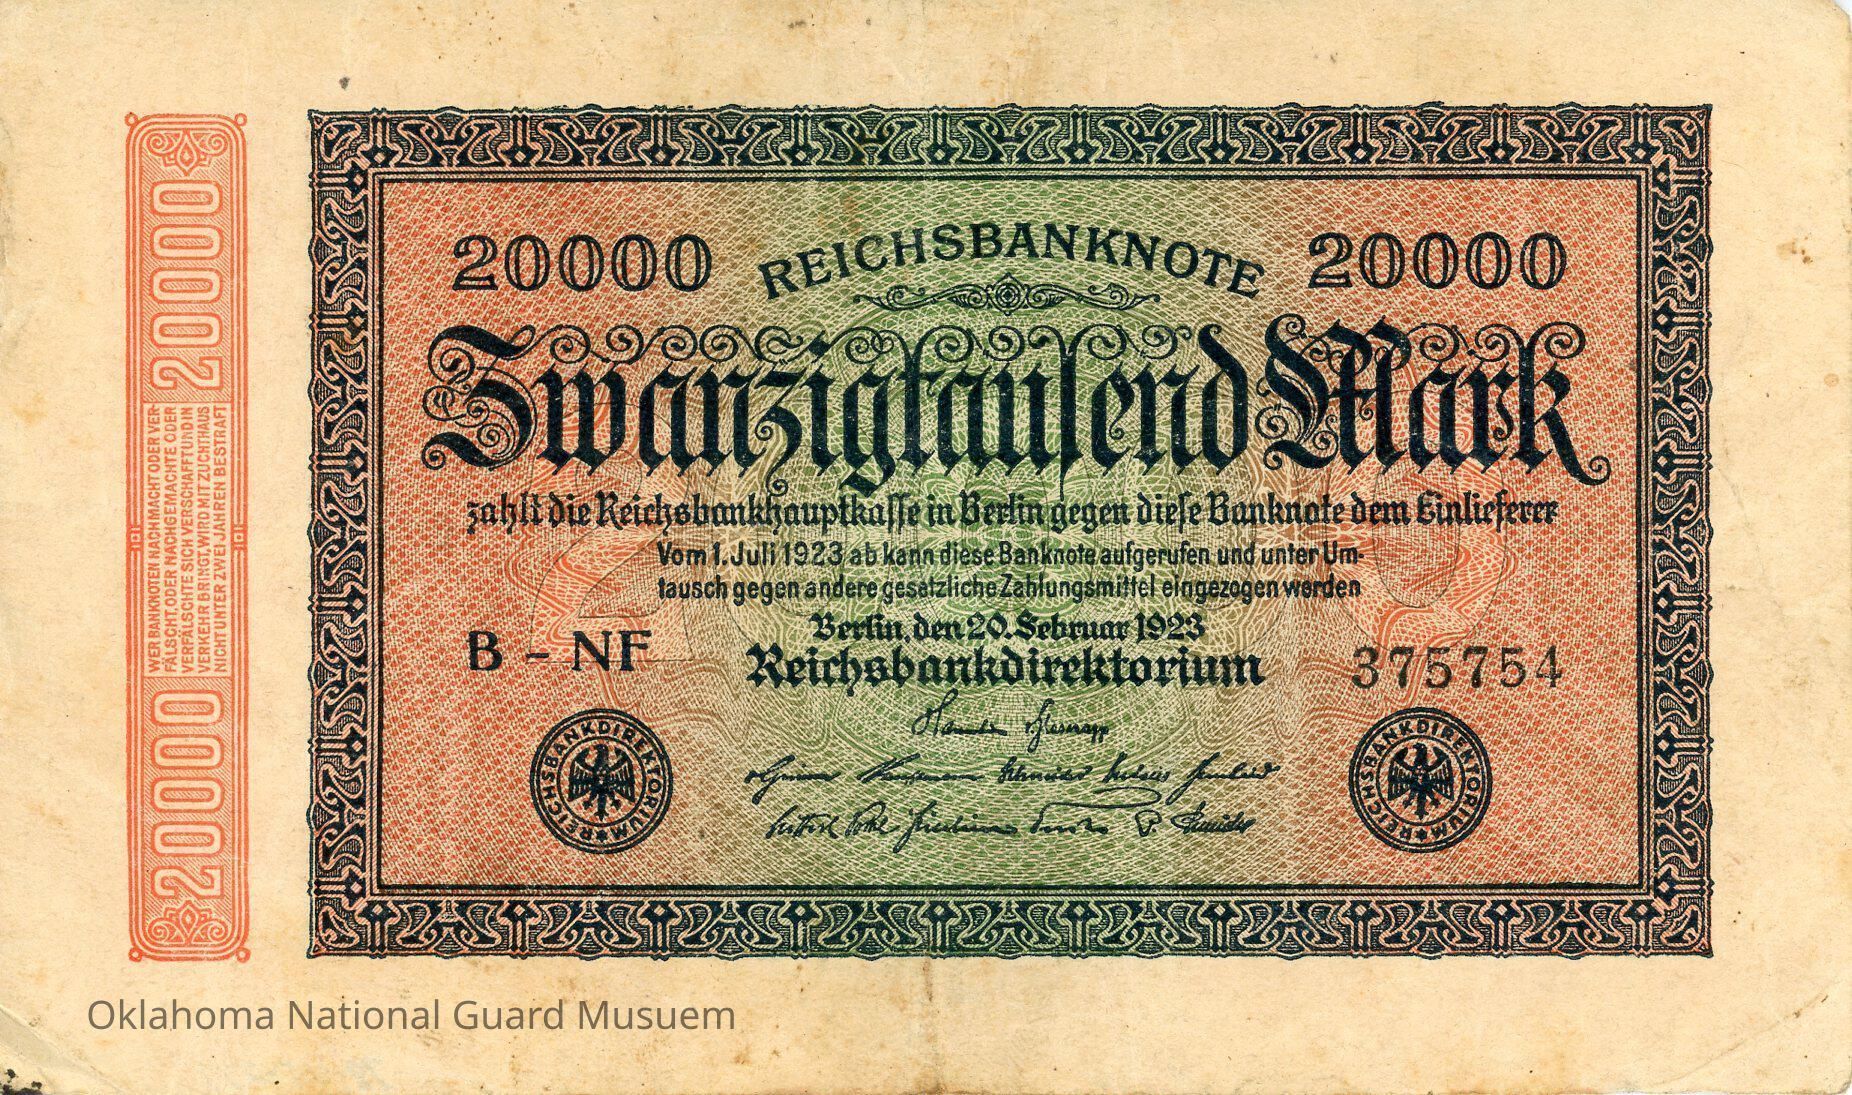 20000
WER BANKNOTEN NACHMACHT ODER VER-
FÄLSCHT, ODER NACHGEMACHTE ODER
VERFÄLSCHTE SICH VERSCHAFFT UND IN
VERKEHR BRINGT, WIRD MIT ZUCHTHAUS
NICHT UNTER ZWEI JAHREN BESTRAFT
20000
20000 REICHSBANKNOTE 20000
Zwanzigtausend Mark
zahlt die Reichsbankhauptkasse in Berlin gegen diese Banknote dem Einlieferer
Vom 1. Juli 1923 ab kann diese Banknote aufgerufen und unter Um-
tausch gegen andere gesetzliche Zahlungsmittel eingezogen werden
Berlin, den 20. Februar 1923
B - NF Reichsbankdirektorium 375754
REICHSBANKDIREKTORIUM
REICHSBANKDIREKTORIUM
Oklahoma National Guard Musuem